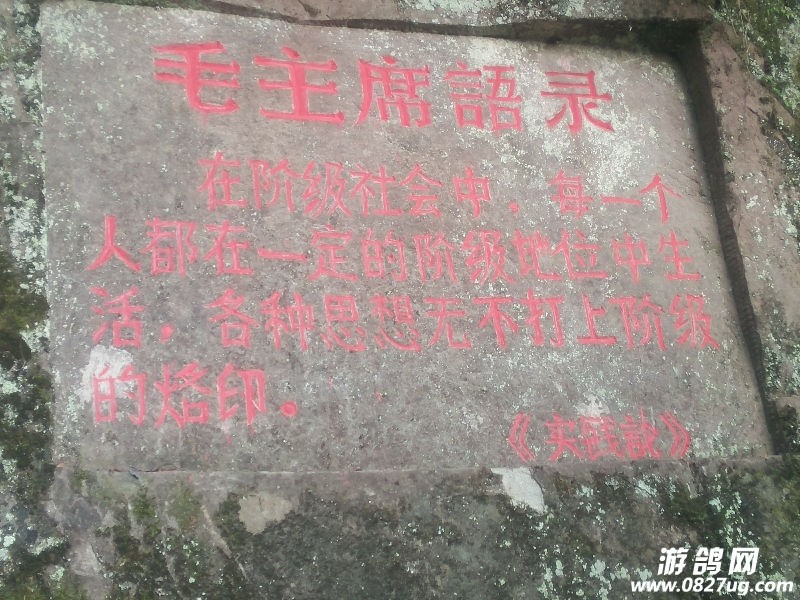 毛主席語录
在阶级社会中，每一个
人都在一定的阶级地位中生
活，各种思想无不打上阶级
的烙印。
《实践論》
游鸽网
www.0827ug.com